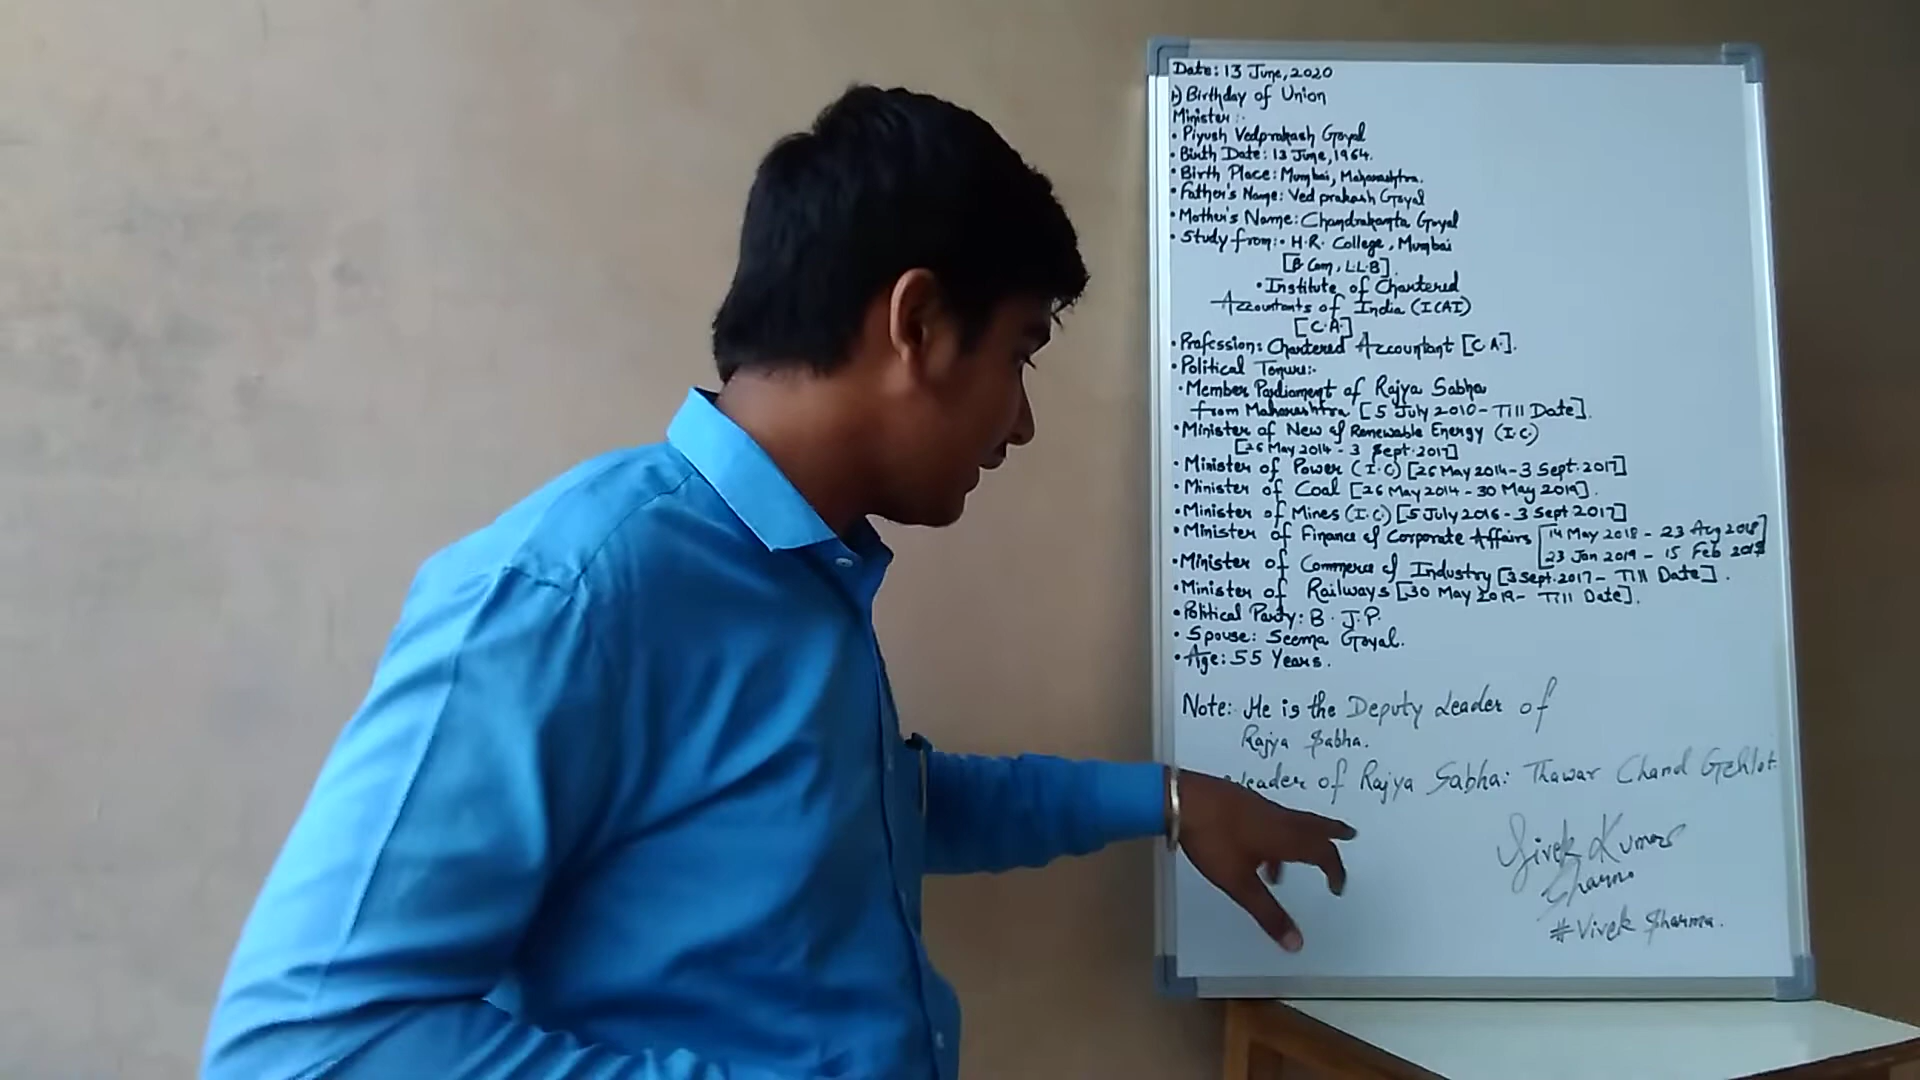 Date: 13 June, 2020
1) Birthday of Union
Minister :-
• Piyush Vedprakash Goyal
• Birth Date: 13 June, 1964.
• Birth Place: Mumbai, Maharashtra.
• Father's Name: Ved prakash Goyal
• Mother's Name: Chandrakanta Goyal
• Study from: • H.R. College, Mumbai
[B Com, L.L.B].
• Institute of Chartered
Accountants of India (ICAI)
[C.A.]
• Profession: Chartered Accountant [C.A.].
• Political Tenure:-
• Member Parliament of Rajya Sabha
from Maharashtra [5 July 2010 - Till Date].
• Minister of New & Renewable Energy (I.C)
[26 May 2014 - 3 Sept. 2017]
• Minister of Power (I.C) [26 May 2014 - 3 Sept. 2017]
• Minister of Coal [26 May 2014 - 30 May 2019].
• Minister of Mines (I.C.) [5 July 2016 - 3 Sept 2017]
• Minister of Finance & Corporate Affairs [14 May 2018 - 23 Aug 2018]
[23 Jan 2019 - 15 Feb 2019]
• Minister of Commerce & Industry [3 Sept. 2017 - Till Date].
• Minister of Railways [30 May 2019 - Till Date].
• Political Party: B.J.P.
• Spouse: Seema Goyal.
• Age: 55 Years.
Note: He is the Deputy Leader of
Rajya Sabha.
Leader of Rajya Sabha: Thawar Chand Gehlot.
Vivek Kumar
Sharma
#Vivek Sharma.